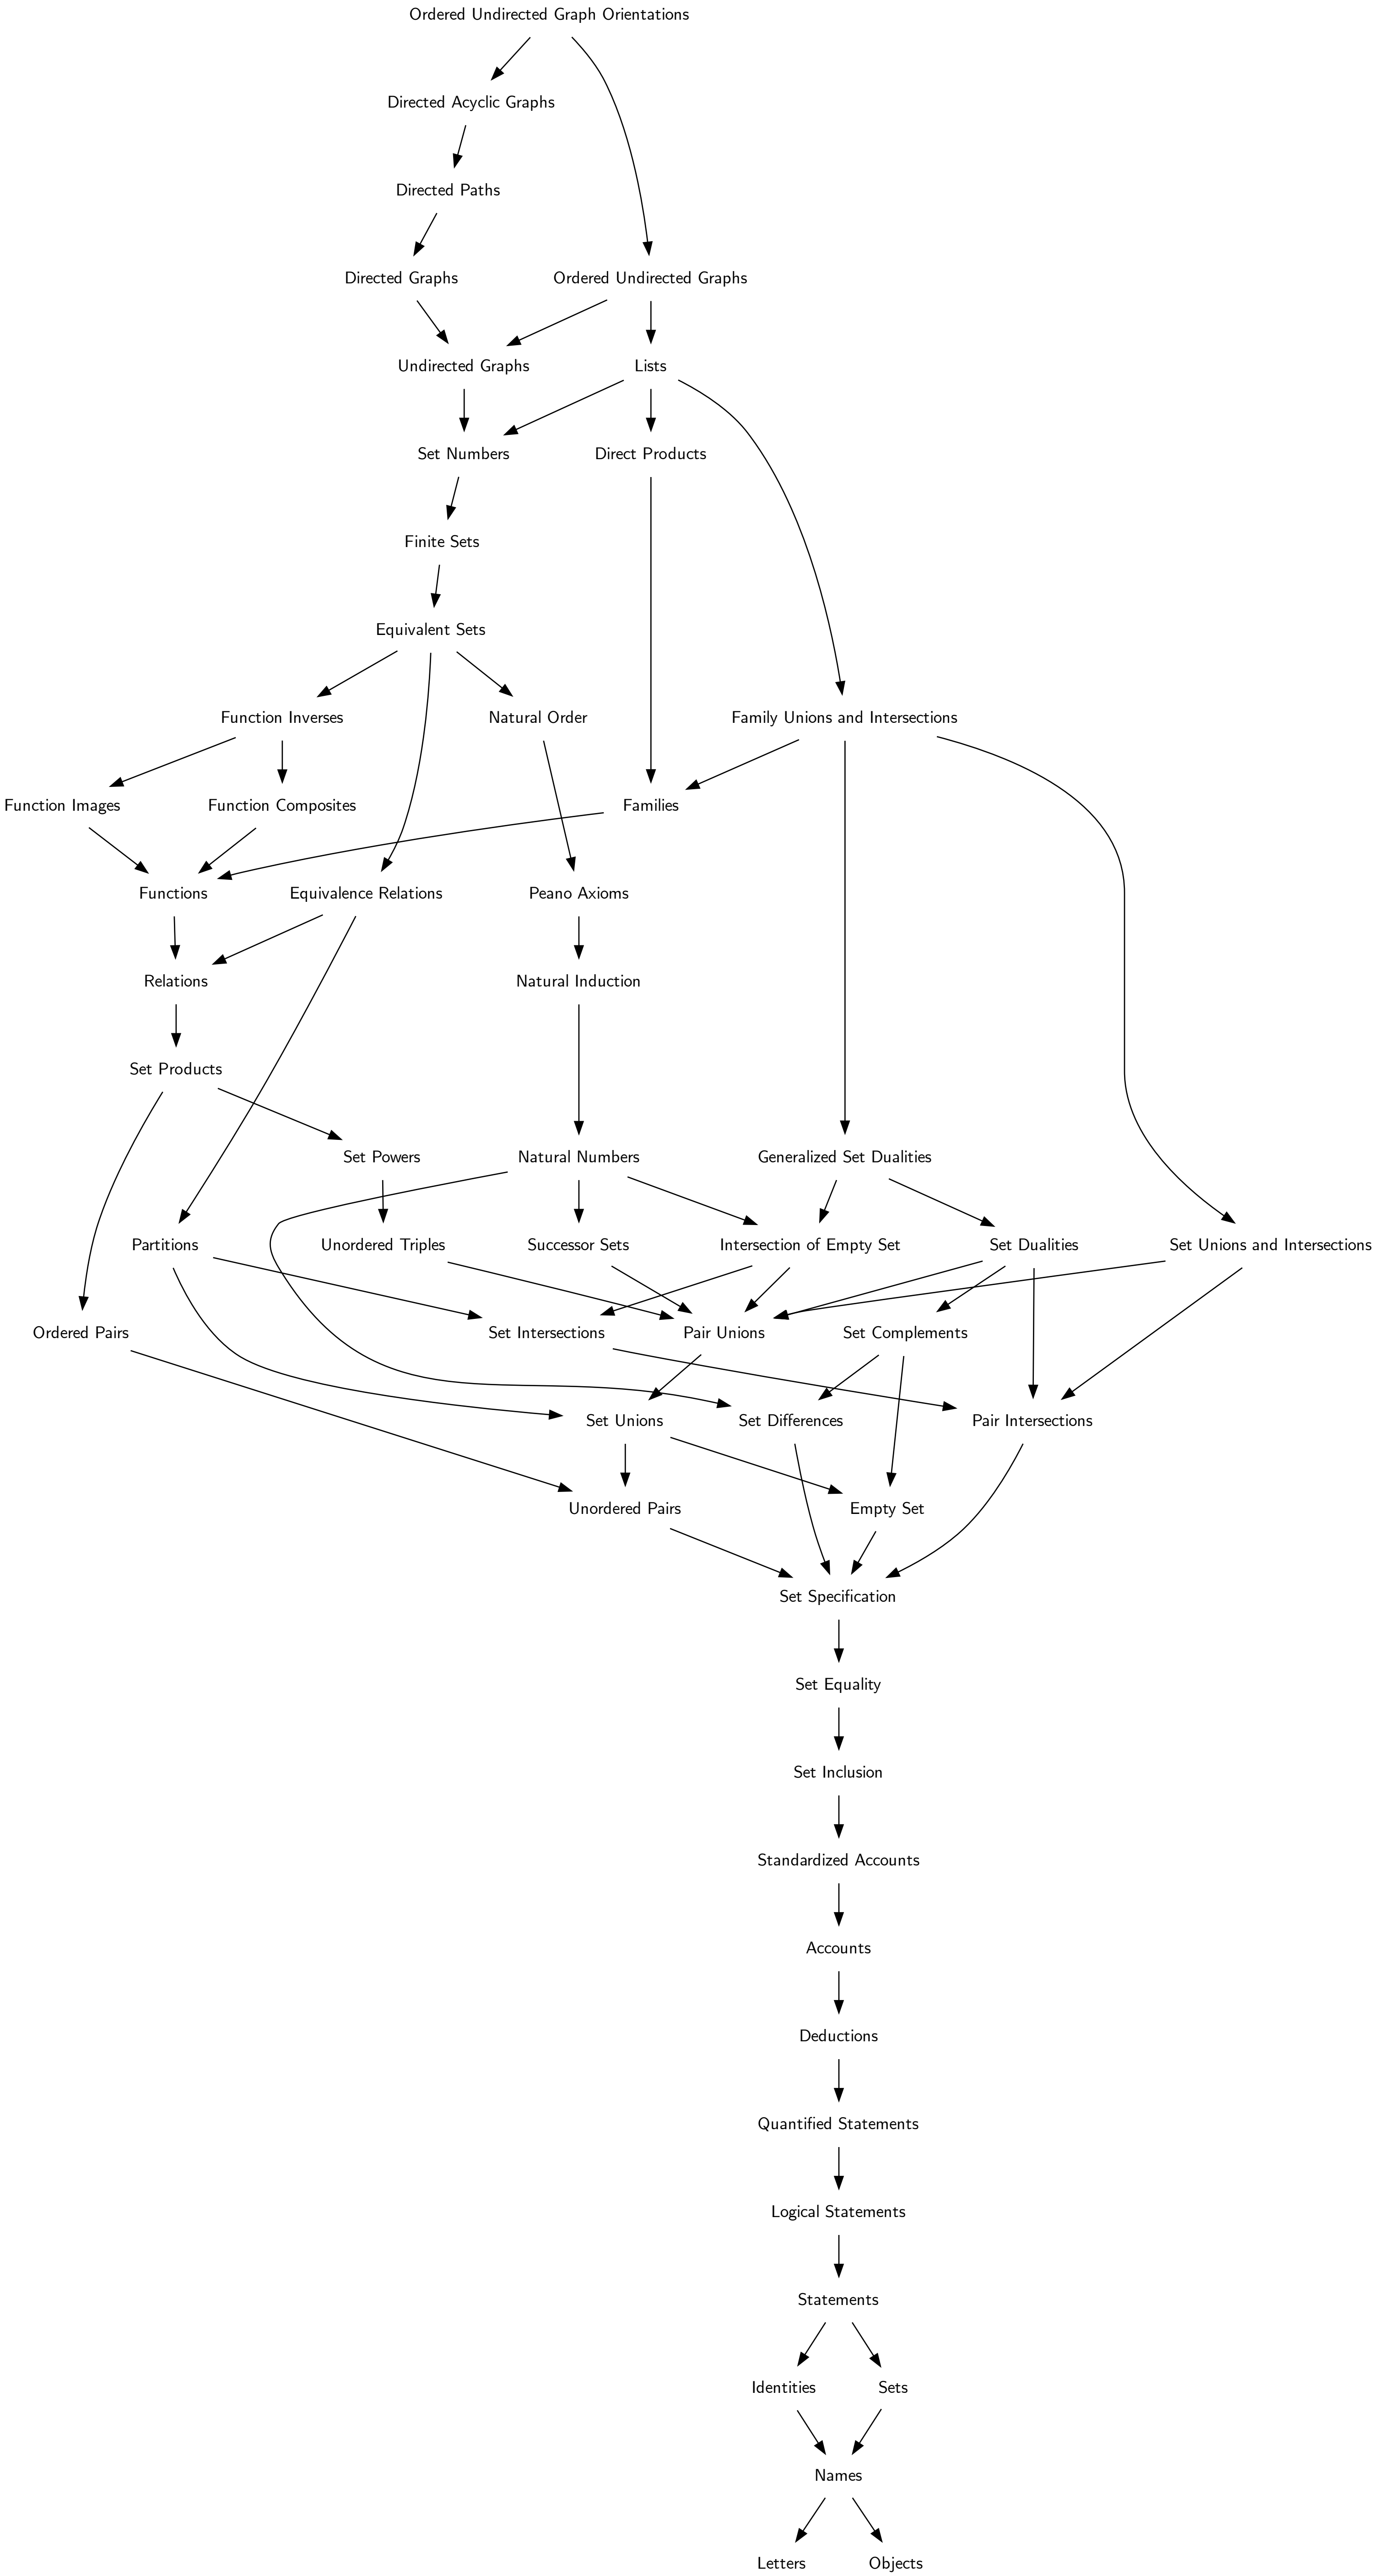 Ordered Undirected Graph Orientations
Directed Acyclic Graphs
Directed Paths
Directed Graphs
Ordered Undirected Graphs
Undirected Graphs
Lists
Set Numbers
Direct Products
Finite Sets
Equivalent Sets
Function Inverses
Natural Order
Family Unions and Intersections
Function Images
Function Composites
Families
Functions
Equivalence Relations
Peano Axioms
Relations
Natural Induction
Set Products
Set Powers
Natural Numbers
Generalized Set Dualities
Partitions
Unordered Triples
Successor Sets
Intersection of Empty Set
Set Dualities
Set Unions and Intersections
Ordered Pairs
Set Intersections
Pair Unions
Set Complements
Set Unions
Set Differences
Pair Intersections
Unordered Pairs
Empty Set
Set Specification
Set Equality
Set Inclusion
Standardized Accounts
Accounts
Deductions
Quantified Statements
Logical Statements
Statements
Identities
Sets
Names
Letters
Objects